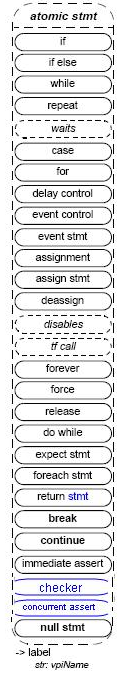 atomic stmt
if
if else
while
repeat
waits
case
for
delay control
event control
event stmt
assignment
assign stmt
deassign
disables
tf call
forever
force
release
do while
expect stmt
foreach stmt
return stmt
break
continue
immediate assert
checker
concurrent assert
null stmt
-> label
str: vpiName